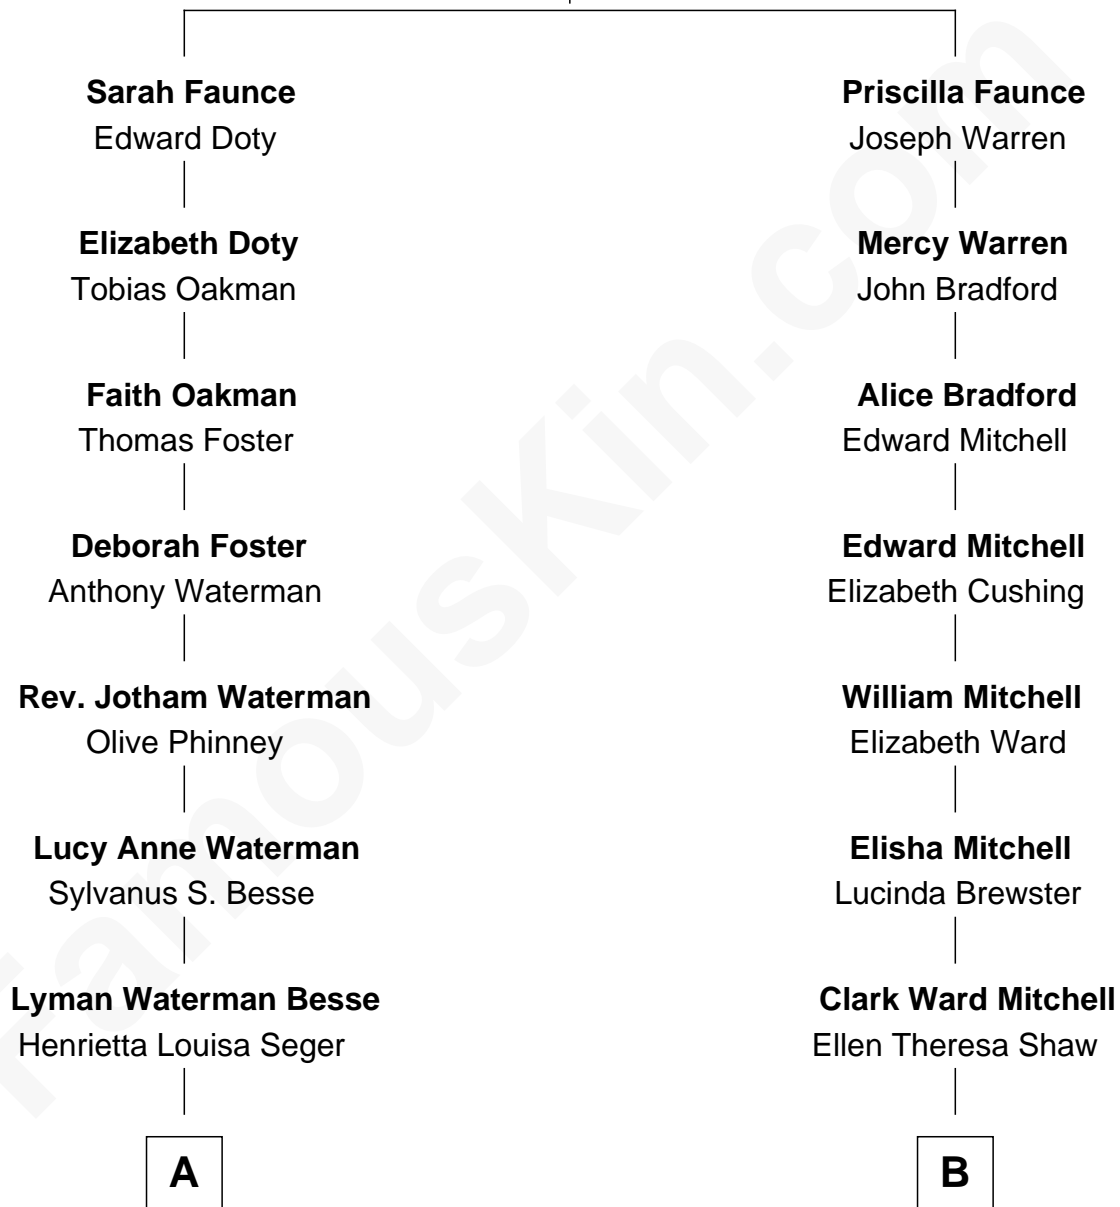 Sarah Faunce
Edward Doty
Elizabeth Doty
Tobias Oakman
Faith Oakman
Thomas Foster
Deborah Foster
Anthony Waterman
Rev. Jotham Waterman
Olive Phinney
Lucy Anne Waterman
Sylvanus S. Besse
Lyman Waterman Besse
Henrietta Louisa Seger
A
Priscilla Faunce
Joseph Warren
Mercy Warren
John Bradford
Alice Bradford
Edward Mitchell
Edward Mitchell
Elizabeth Cushing
William Mitchell
Elizabeth Ward
Elisha Mitchell
Lucinda Brewster
Clark Ward Mitchell
Ellen Theresa Shaw
B
FamousKin.com